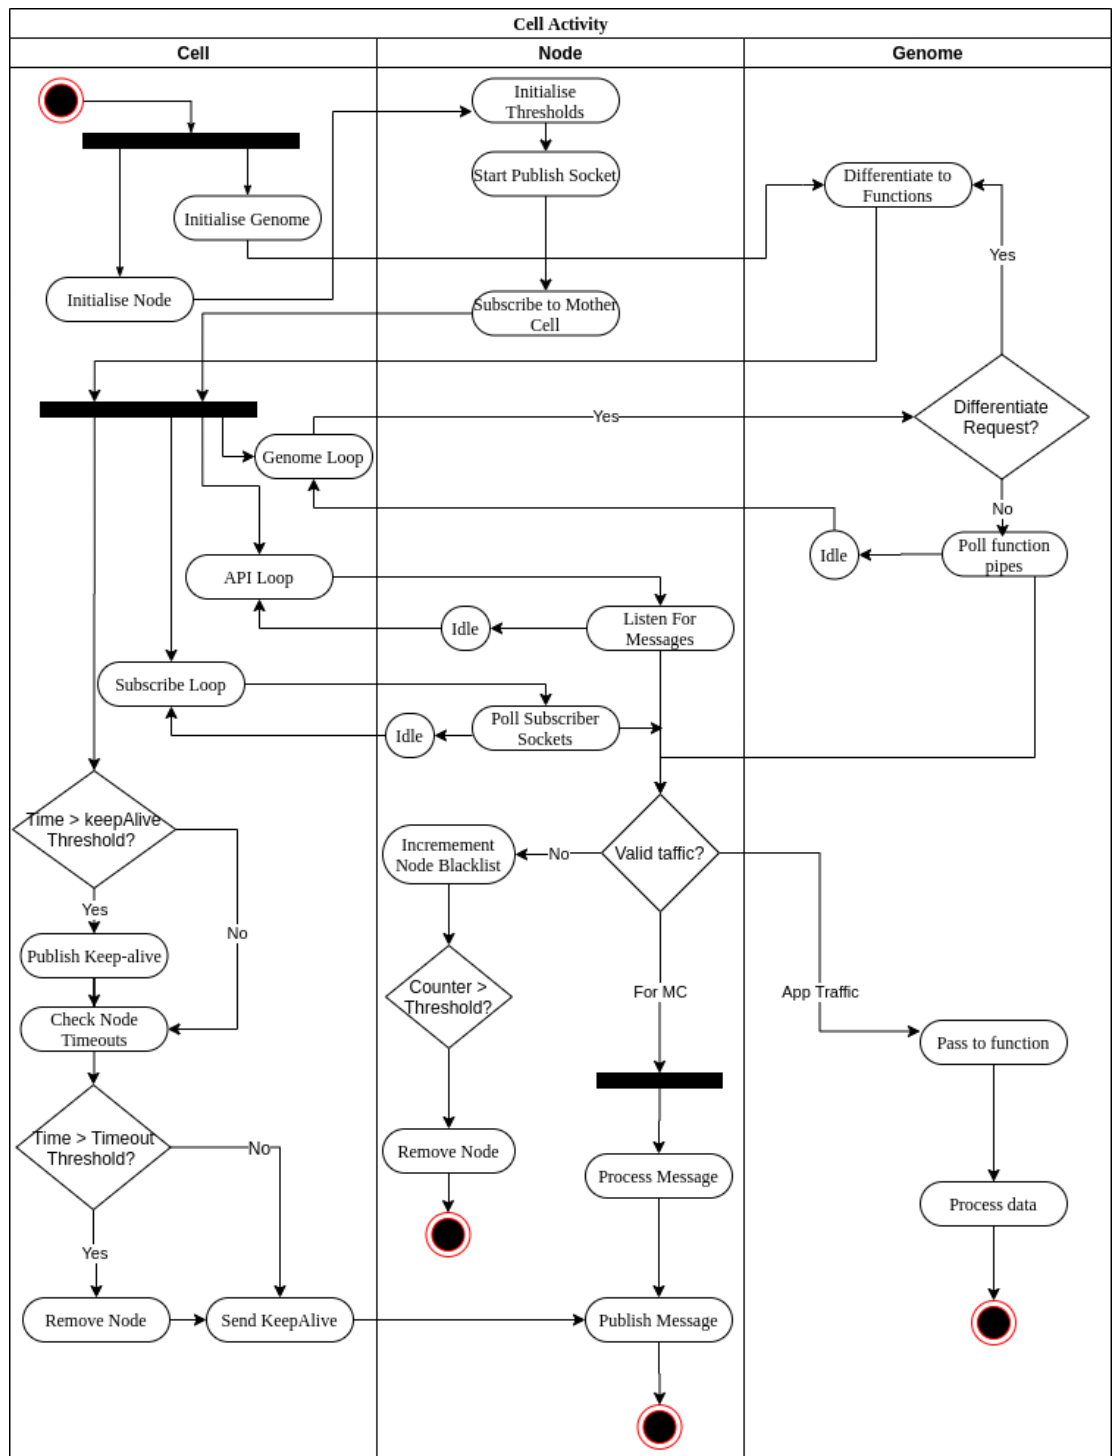 Cell Activity
Cell
Node
Genome
Initialise
Thresholds
Start Publish Socket
Differentiate to
Functions
Initialise Genome
Yes
Initialise Node
Subscribe to Mother
Cell
Yes
Differentiate
Request?
Genome Loop
No
Idle
Poll function
pipes
API Loop
Idle
Listen For
Messages
Subscribe Loop
Idle
Poll Subscriber
Sockets
Time > keepAlive
Threshold?
Incremement
Node Blacklist
No
Valid taffic?
Yes
No
Publish Keep-alive
Counter >
Threshold?
For MC
App Traffic
Check Node
Timeouts
Pass to function
Time > Timeout
Threshold?
No
Remove Node
Process Message
Process data
Yes
Remove Node
Send KeepAlive
Publish Message